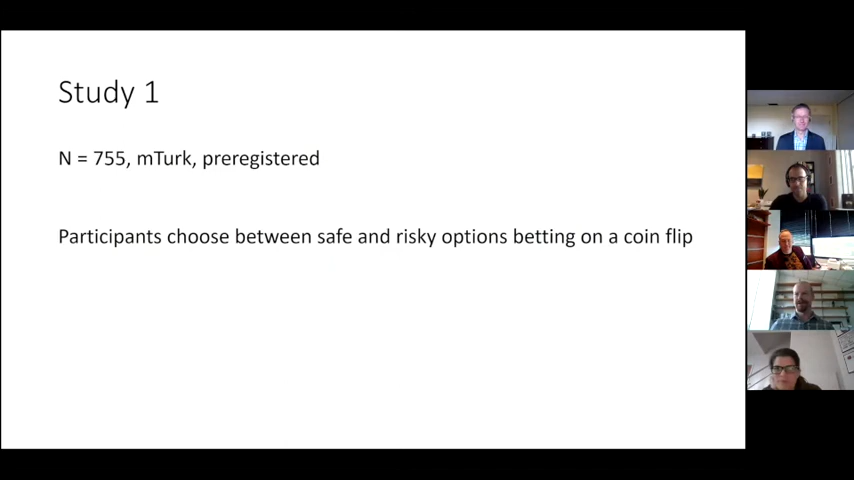 Study 1
N = 755, mTurk, preregistered
Participants choose between safe and risky options betting on a coin flip